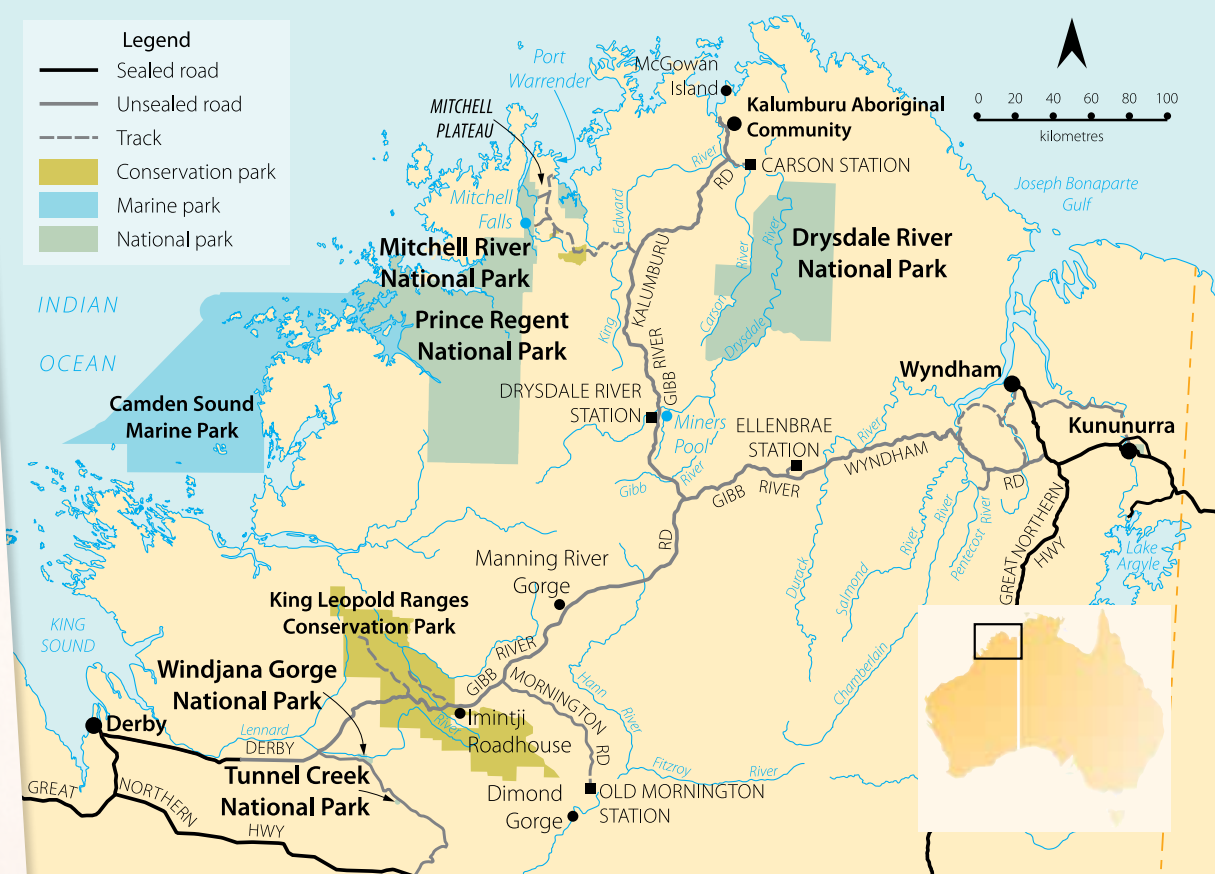 Legend
Sealed road
Unsealed road
Track
Conservation park
Marine park
National park
0 20 40 60 80 100
kilometres
Port
Warrender
MITCHELL
PLATEAU
McGowan
Island
Kalumburu Aboriginal
Community
CARSON STATION
River
RD
Joseph Bonaparte
Gulf
Mitchell
Falls
Edward
King
Mitchell River
National Park
Drysdale River
National Park
River
River
Carson
Drysdale
KALUMBURU
GIBB RIVER
INDIAN
OCEAN
Prince Regent
National Park
Camden Sound
Marine Park
DRYSDALE RIVER
STATION
Miners
Pool
ELLENBRAE
STATION
Wyndham
Kununurra
River
WYNDHAM
RIVER
GIBB
RD
Gibb
River
RD
GREAT NORTHERN
HWY
Lake
Argyle
Durack
River
Salmond
River
Chamberlain
River
Pentecost River
Manning River
Gorge
King Leopold Ranges
Conservation Park
KING
SOUND
Windjana Gorge
National Park
GIBB
RIVER
MORNINGTON
RD
Hann
River
Derby
Lennard
River
DERBY
Imintji
Roadhouse
Tunnel Creek
National Park
Fitzroy River
GREAT
NORTHERN
HWY
Dimond
Gorge
OLD MORNINGTON
STATION